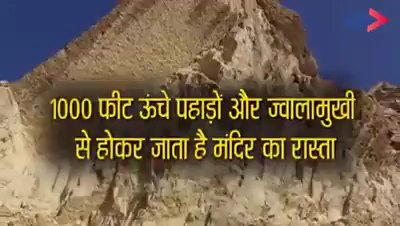 1000 फीट ऊंचे पहाड़ों और ज्वालामुखी
से होकर जाता है मंदिर का रास्ता